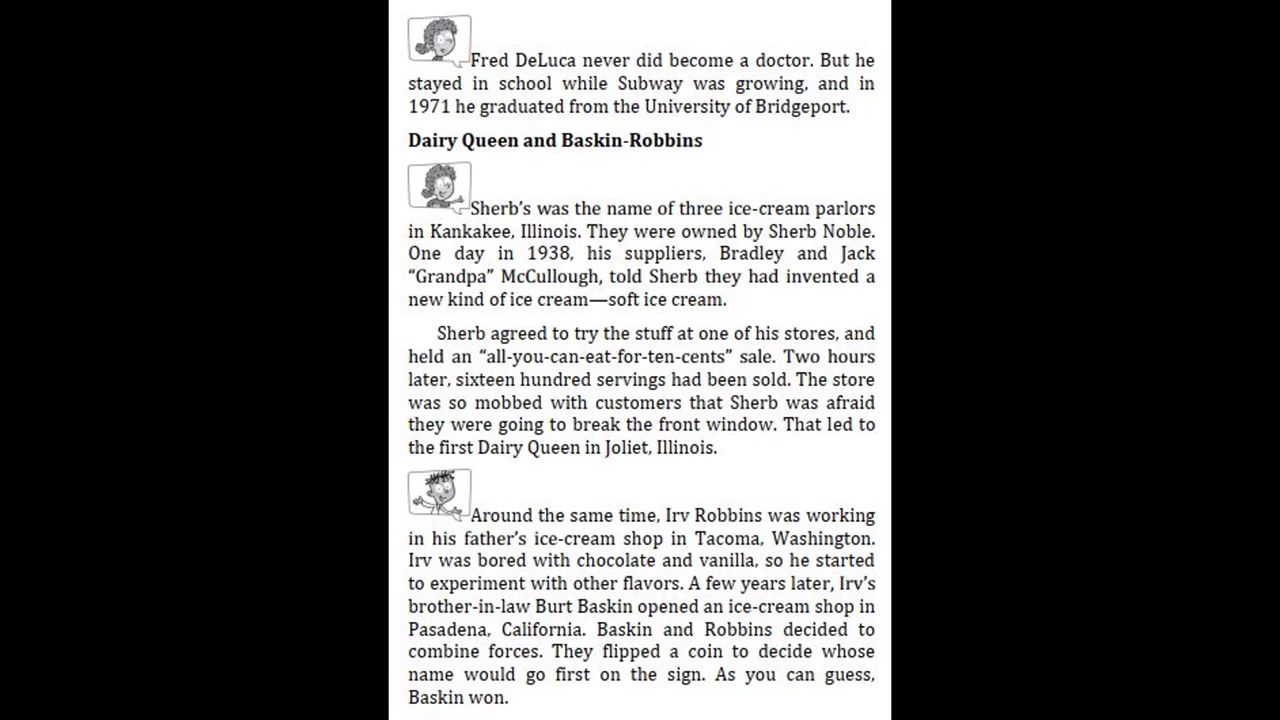 Fred DeLuca never did become a doctor. But he
stayed in school while Subway was growing, and in
1971 he graduated from the University of Bridgeport.
Dairy Queen and Baskin-Robbins
Sherb's was the name of three ice-cream parlors
in Kankakee, Illinois. They were owned by Sherb Noble.
One day in 1938, his suppliers, Bradley and Jack
“Grandpa” McCullough, told Sherb they had invented a
new kind of ice cream—soft ice cream.
Sherb agreed to try the stuff at one of his stores, and
held an “all-you-can-eat-for-ten-cents” sale. Two hours
later, sixteen hundred servings had been sold. The store
was so mobbed with customers that Sherb was afraid
they were going to break the front window. That led to
the first Dairy Queen in Joliet, Illinois.
Around the same time, Irv Robbins was working
in his father's ice-cream shop in Tacoma, Washington.
Irv was bored with chocolate and vanilla, so he started
to experiment with other flavors. A few years later, Irv's
brother-in-law Burt Baskin opened an ice-cream shop in
Pasadena, California. Baskin and Robbins decided to
combine forces. They flipped a coin to decide whose
name would go first on the sign. As you can guess,
Baskin won.